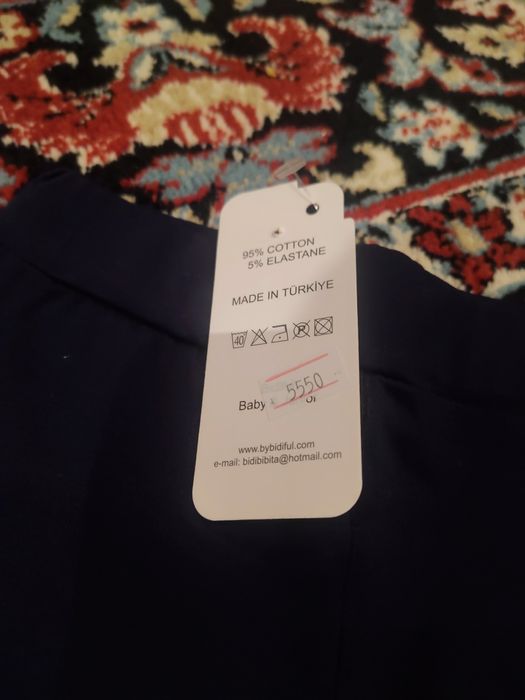 95% COTTON
5% ELASTANE
MADE IN TÜRKİYE
40
P
Baby
5550
www.bybidiful.com
e-mail: bidibibita@hotmail.com